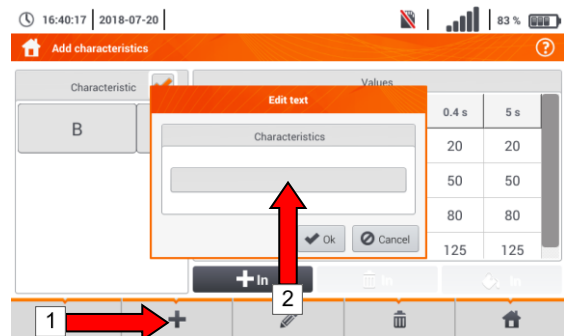 16:40:17 2018-07-20 83 %
Add characteristics ?
Characteristic Values
Edit text
0.4 s 5 s
B
Characteristics
20 20
50 50
80 80
Ok Cancel
125 125
In In In
2
1